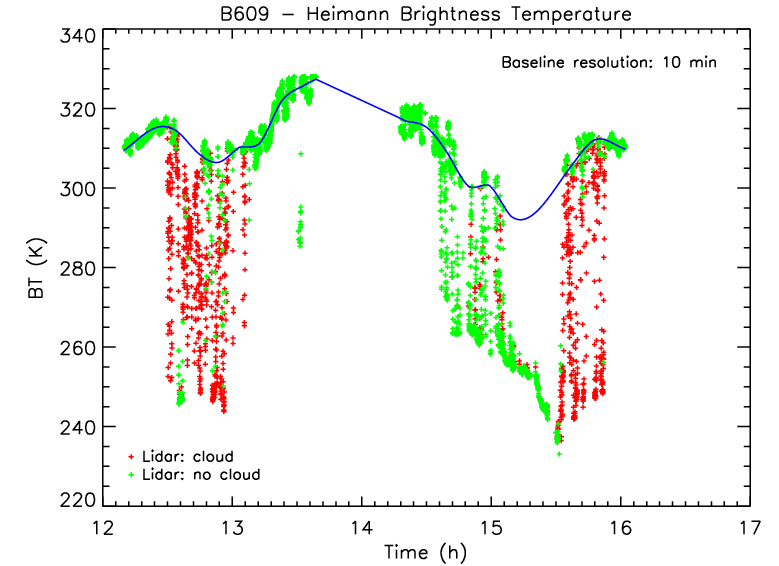 B609 – Heimann Brightness Temperature
Baseline resolution: 10 min
340
320
300
280
260
240
220
BT (K)
+ Lidar: cloud
+ Lidar: no cloud
12 13 14 15 16 17
Time (h)